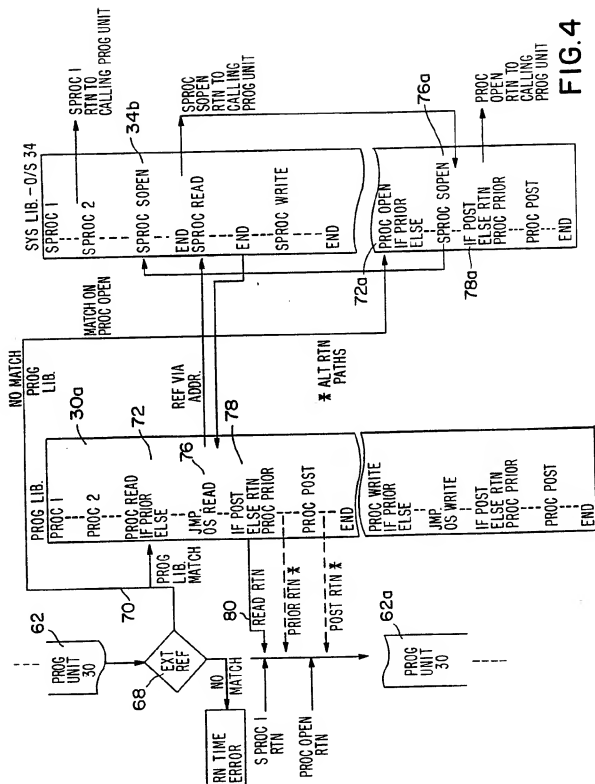 NO MATCH
PROG
LIB.
MATCH ON
PROC OPEN
62
PROG
UNIT
30
70
68
EXT
REF
NO
MATCH
RN TIME
ERROR
PROG
LIB.
MATCH
S PROC 1
RTN
PROC OPEN
RTN
80
READ RTN
PRIOR RTN *
POST RTN *
62a
PROG
UNIT
30
PROG LIB.
30a
PROC 1
PROC 2
72
PROC READ
IF PRIOR
ELSE
76
JMP
OS READ
78
IF POST
ELSE RTN
PROC PRIOR
PROC POST
END
PROC WRITE
IF PRIOR
ELSE
JMP
OS WRITE
IF POST
ELSE RTN
PROC PRIOR
PROC POST
END
REF VIA
ADDR.
* ALT RTN
PATHS
SYS LIB.-O/S 34
SPROC 1
SPROC 2
34b
SPROC SOPEN
END
SPROC READ
END
SPROC WRITE
END
72a
PROC OPEN
IF PRIOR
ELSE
76a
SPROC SOPEN
78a
IF POST
ELSE RTN
PROC PRIOR
PROC POST
END
SPROC 1
RTN TO
CALLING
PROG UNIT
SPROC
SOPEN
RTN TO
CALLING
PROG UNIT
PROC
OPEN
RTN TO
CALLING
PROG UNIT
FIG. 4